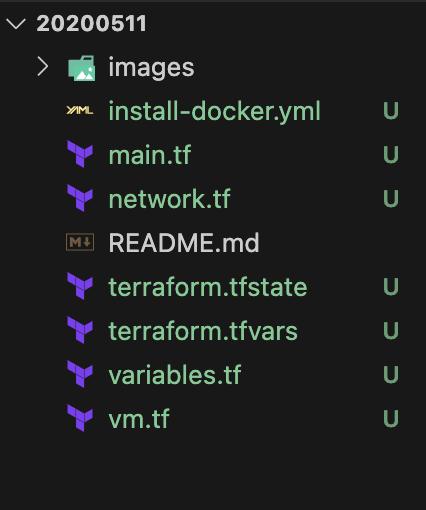 20200511
images
YAML install-docker.yml U
main.tf U
network.tf U
M↓ README.md
terraform.tfstate U
terraform.tfvars U
variables.tf U
vm.tf U